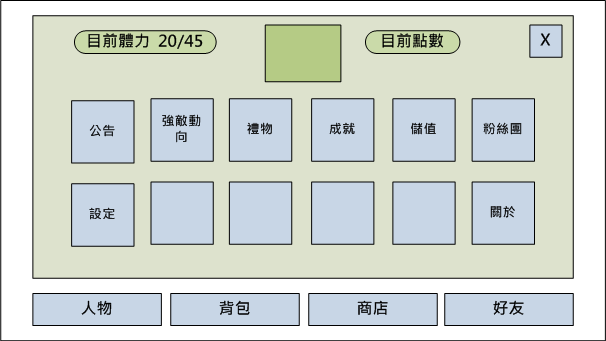 目前體力 20/45
目前點數
X
公告
強敵動
向
禮物
成就
儲值
粉絲團
設定
關於
人物
背包
商店
好友